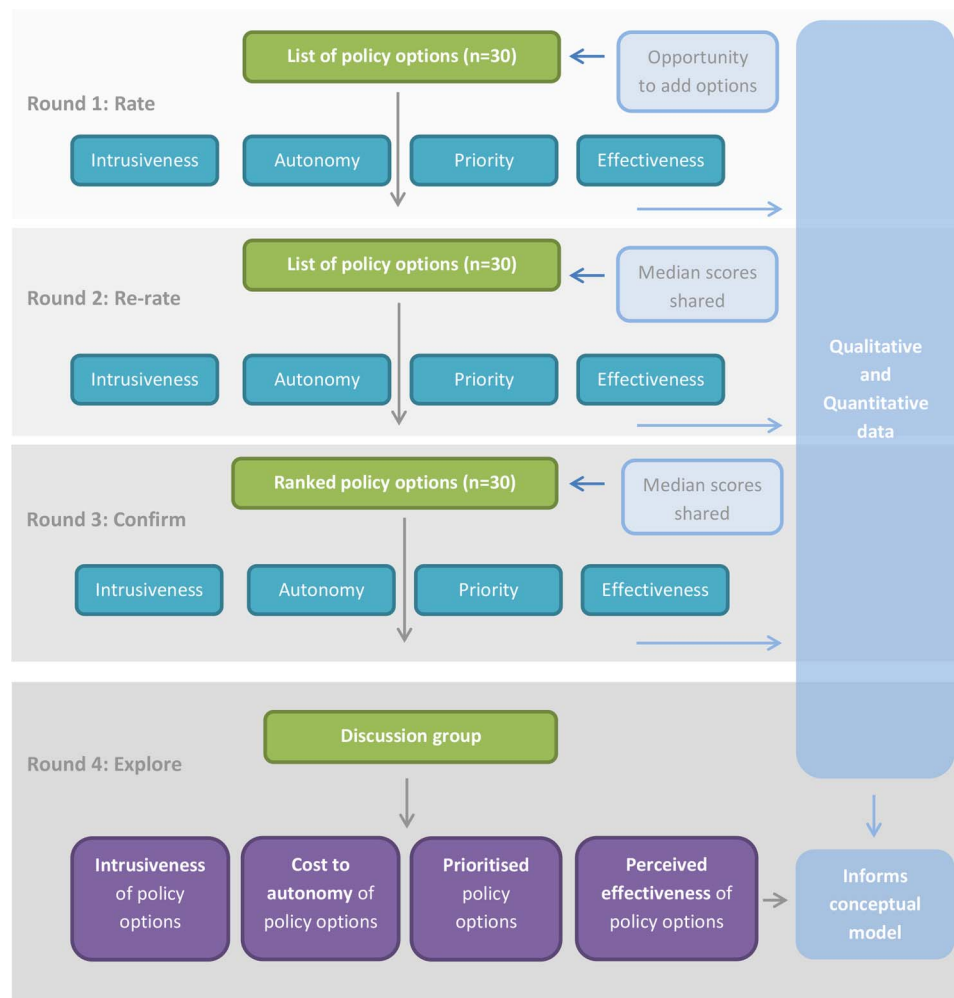 List of policy options (n=30)
Opportunity
to add options
Round 1: Rate
Intrusiveness
Autonomy
Priority
Effectiveness
List of policy options (n=30)
Median scores
shared
Round 2: Re-rate
Intrusiveness
Autonomy
Priority
Effectiveness
Qualitative
and
Quantitative
data
Ranked policy options (n=30)
Median scores
shared
Round 3: Confirm
Intrusiveness
Autonomy
Priority
Effectiveness
Discussion group
Round 4: Explore
Intrusiveness
of policy
options
Cost to
autonomy of
policy options
Prioritised
policy
options
Perceived
effectiveness of
policy options
Informs
conceptual
model